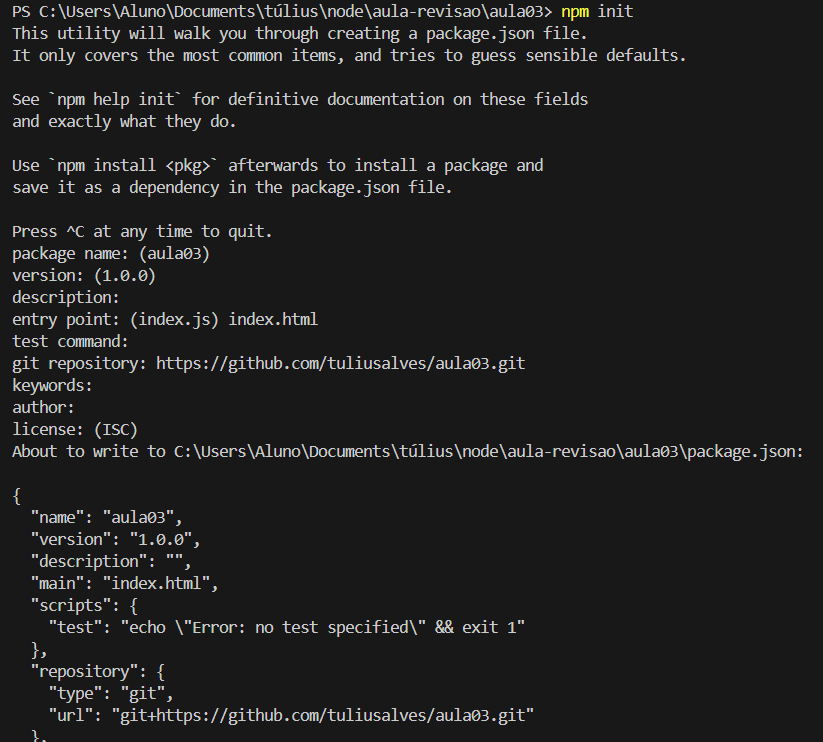 PS C:\Users\Aluno\Documents\túlius\node\aula-revisao\aula03> npm init
This utility will walk you through creating a package.json file.
It only covers the most common items, and tries to guess sensible defaults.

See `npm help init` for definitive documentation on these fields
and exactly what they do.

Use `npm install <pkg>` afterwards to install a package and
save it as a dependency in the package.json file.

Press ^C at any time to quit.
package name: (aula03)
version: (1.0.0)
description:
entry point: (index.js) index.html
test command:
git repository: https://github.com/tuliusalves/aula03.git
keywords:
author:
license: (ISC)
About to write to C:\Users\Aluno\Documents\túlius\node\aula-revisao\aula03\package.json:

{
  "name": "aula03",
  "version": "1.0.0",
  "description": "",
  "main": "index.html",
  "scripts": {
    "test": "echo \"Error: no test specified\" && exit 1"
  },
  "repository": {
    "type": "git",
    "url": "git+https://github.com/tuliusalves/aula03.git"
  },